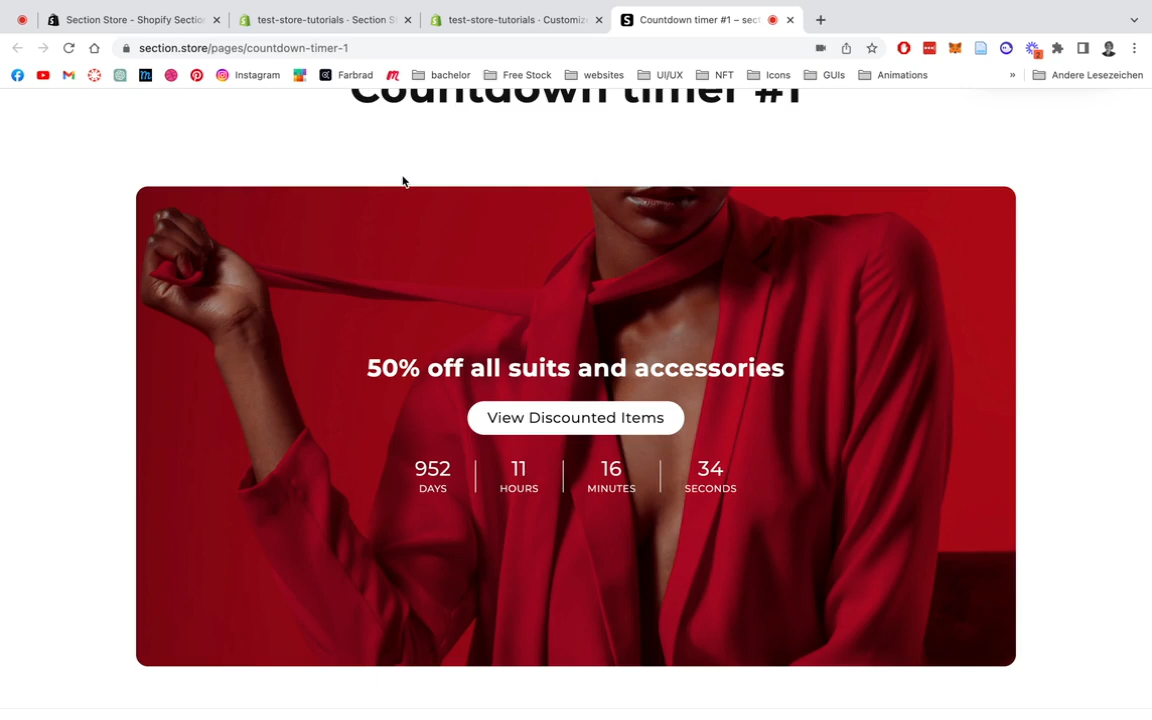 Section Store - Shopify Sectio
test-store-tutorials · Section S
test-store-tutorials · Customiz
Countdown timer #1 – sec
section.store/pages/countdown-timer-1
Instagram
Farbrad
bachelor
Free Stock
websites
UI/UX
NFT
Icons
GUIs
Animations
»
Andere Lesezeichen
Countdown timer #1
50% off all suits and accessories
View Discounted Items
952
11
16
34
DAYS
HOURS
MINUTES
SECONDS